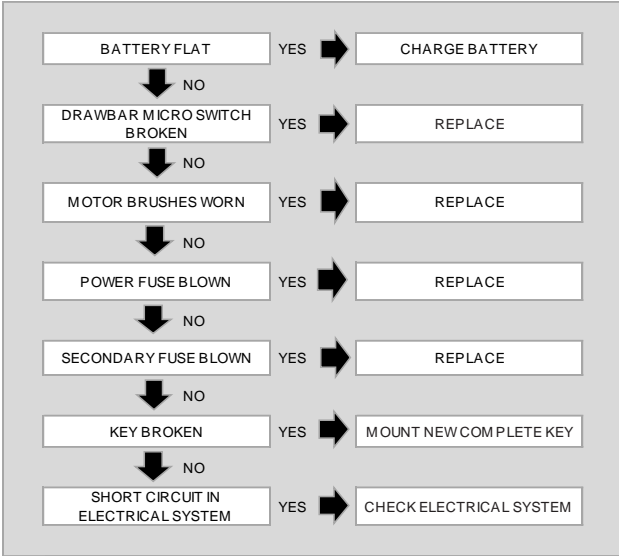 BATTERY FLAT YES CHARGE BATTERY
NO
DRAWBAR MICRO SWITCH
BROKEN YES REPLACE
NO
MOTOR BRUSHES WORN YES REPLACE
NO
POWER FUSE BLOWN YES REPLACE
NO
SECONDARY FUSE BLOWN YES REPLACE
NO
KEY BROKEN YES MOUNT NEW COMPLETE KEY
NO
SHORT CIRCUIT IN
ELECTRICAL SYSTEM YES CHECK ELECTRICAL SYSTEM